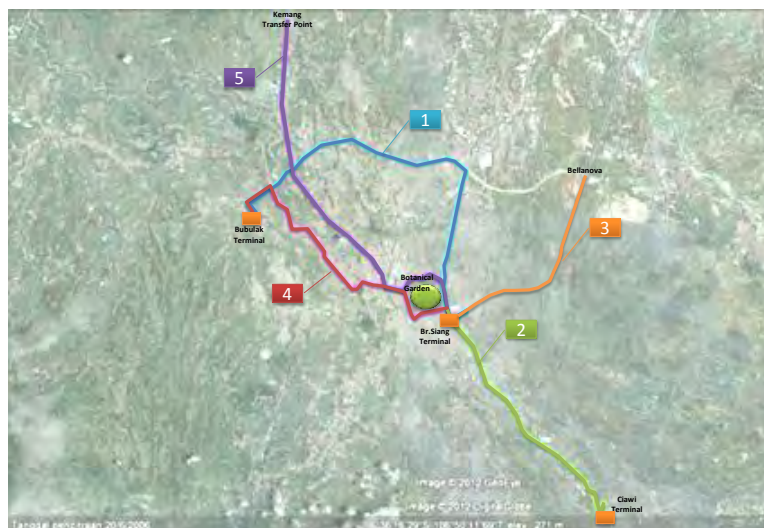 Kemang
Transfer Point
5
1
Bellanova
3
Bubulak
Terminal
Botanical
Garden
4
Br.Siang
Terminal
2
Image © 2012 GeoEye
Ciawi
Terminal
Image © 2012 DigitalGlobe
271 m